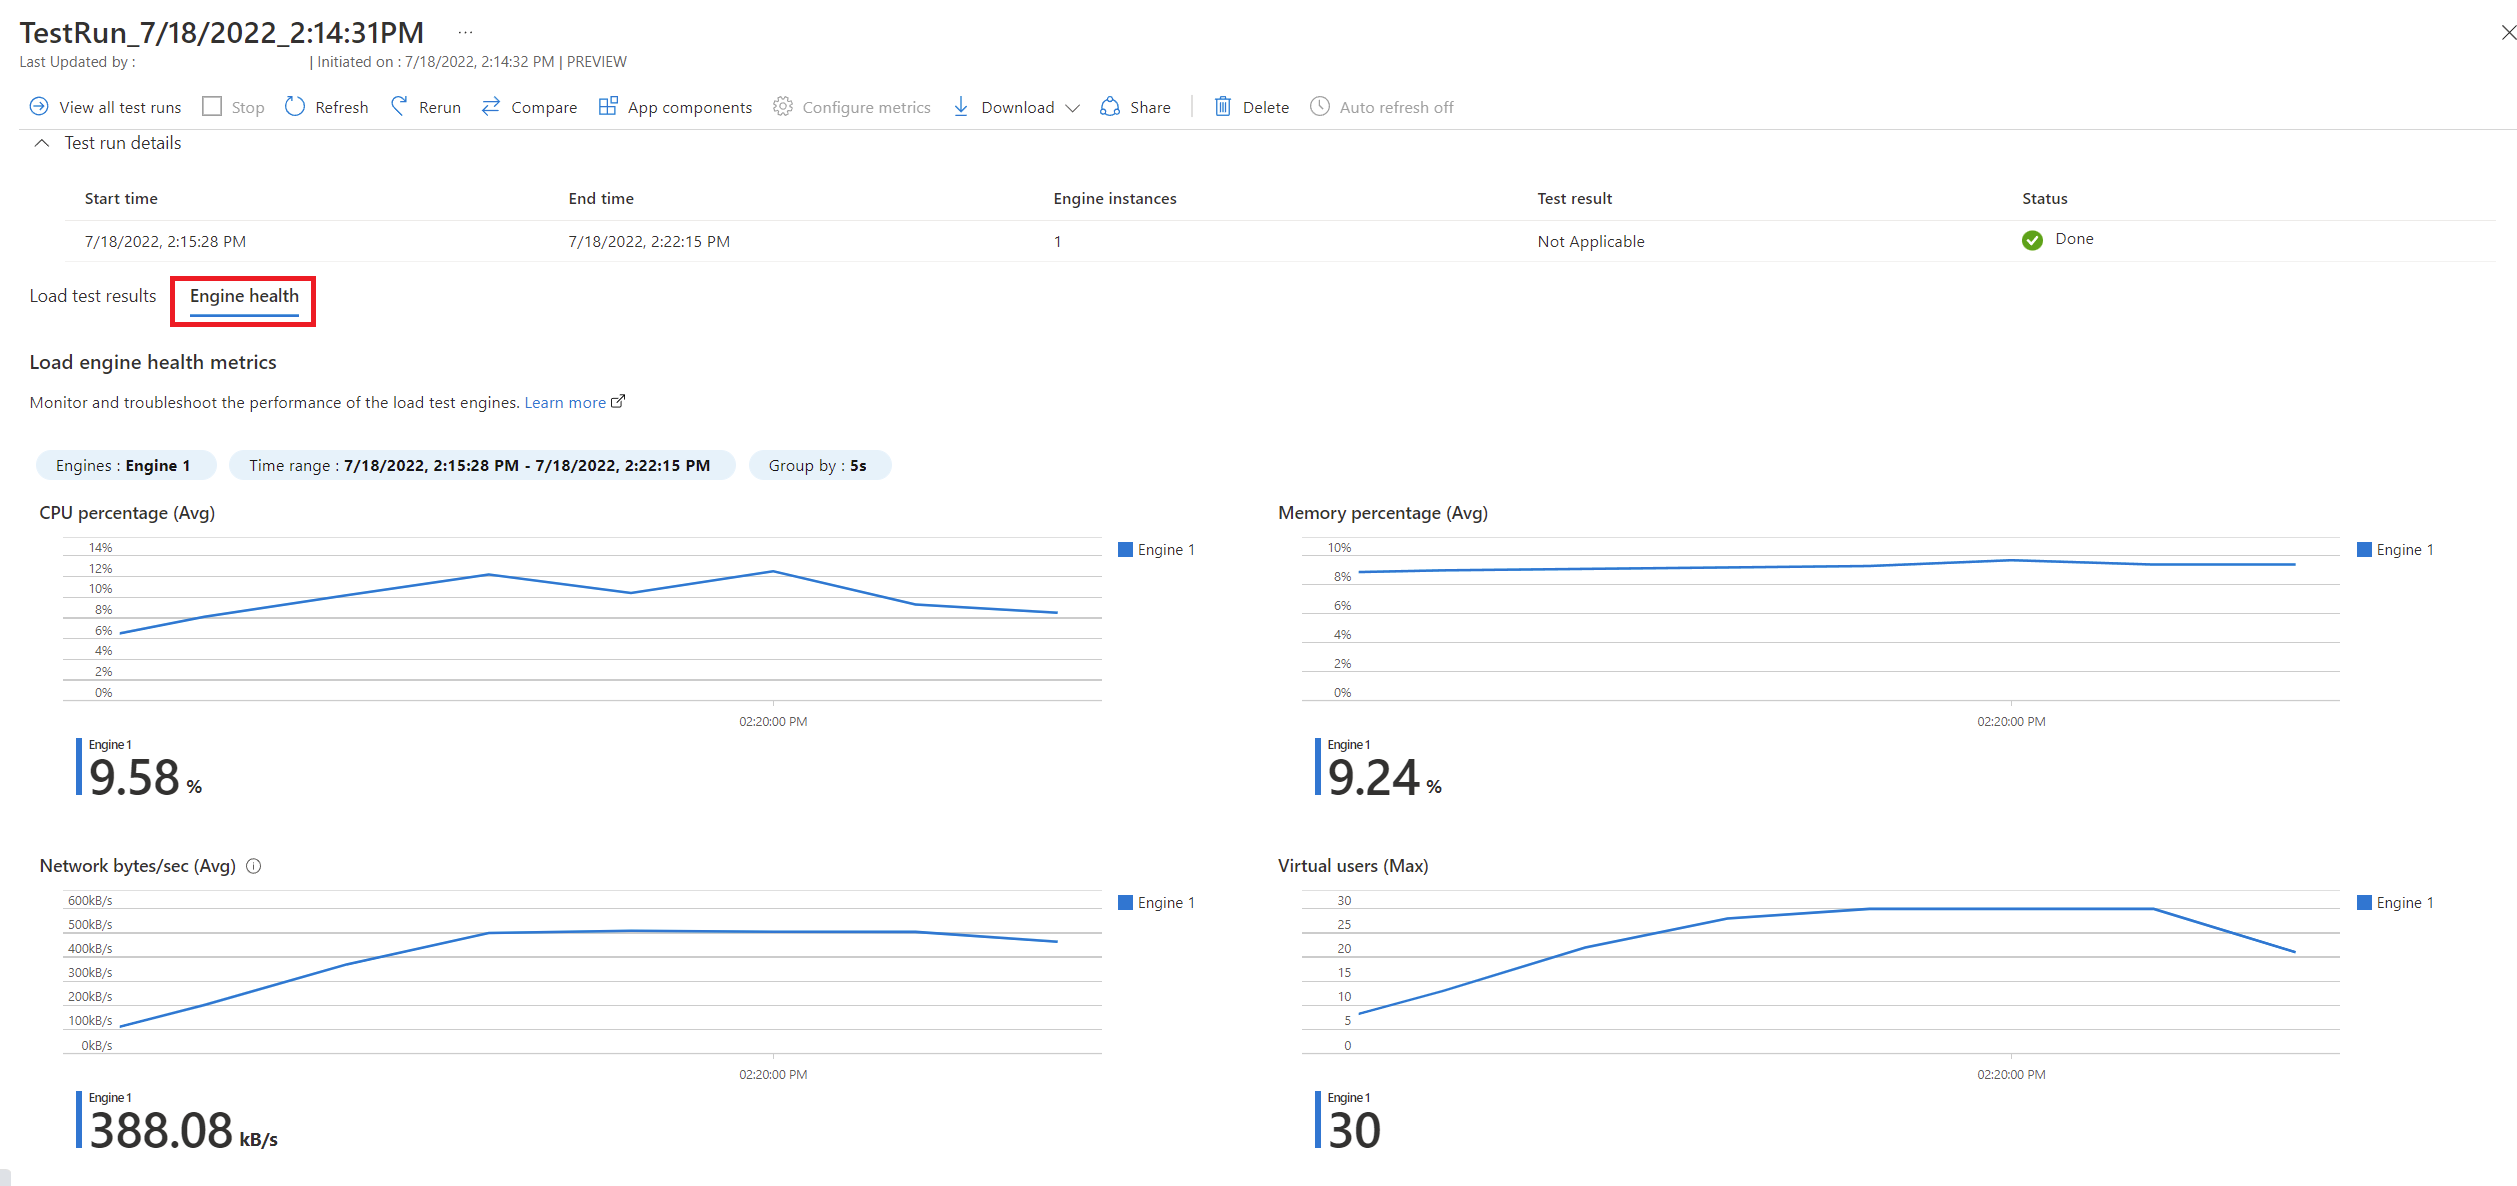 TestRun_7/18/2022_2:14:31PM ...
Last Updated by : | Initiated on : 7/18/2022, 2:14:32 PM | PREVIEW
View all test runs Stop Refresh Rerun Compare App components Configure metrics Download Share Delete Auto refresh off
Test run details
Start time End time Engine instances Test result Status
7/18/2022, 2:15:28 PM 7/18/2022, 2:22:15 PM 1 Not Applicable Done
Load test results Engine health
Load engine health metrics
Monitor and troubleshoot the performance of the load test engines. Learn more
Engines : Engine 1 Time range : 7/18/2022, 2:15:28 PM - 7/18/2022, 2:22:15 PM Group by : 5s
CPU percentage (Avg)
14%
12%
10%
8%
6%
4%
2%
0%
Engine 1
02:20:00 PM
Engine 1
9.58 %
Memory percentage (Avg)
10%
8%
6%
4%
2%
0%
Engine 1
02:20:00 PM
Engine 1
9.24 %
Network bytes/sec (Avg)
600kB/s
500kB/s
400kB/s
300kB/s
200kB/s
100kB/s
0kB/s
Engine 1
02:20:00 PM
Engine 1
388.08 kB/s
Virtual users (Max)
30
25
20
15
10
5
0
Engine 1
02:20:00 PM
Engine 1
30